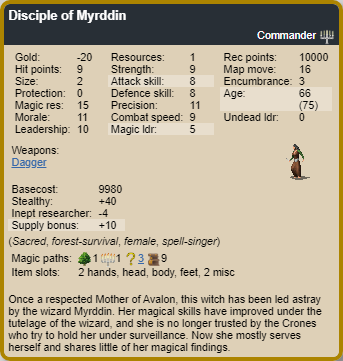 Disciple of Myrddin
Commander
Gold: -20 Resources: 1 Rec points: 10000
Hit points: 9 Strength: 9 Map move: 16
Size: 2 Attack skill: 8 Encumbrance: 3
Protection: 0 Defence skill: 8 Age: 66
Magic res: 15 Precision: 11 (75)
Morale: 11 Combat speed: 9 Undead ldr: 0
Leadership: 10 Magic ldr: 5
Weapons:
Dagger
Basecost: 9980
Stealthy: +40
Inept researcher: -4
Supply bonus: +10
(Sacred, forest-survival, female, spell-singer)
Magic paths: 1 1 ? 3 9
Item slots: 2 hands, head, body, feet, 2 misc
Once a respected Mother of Avalon, this witch has been led astray
by the wizard Myrddin. Her magical skills have improved under the
tutelage of the wizard, and she is no longer trusted by the Crones
who try to hold her under surveillance. Now she mostly serves
herself and shares little of her magical findings.